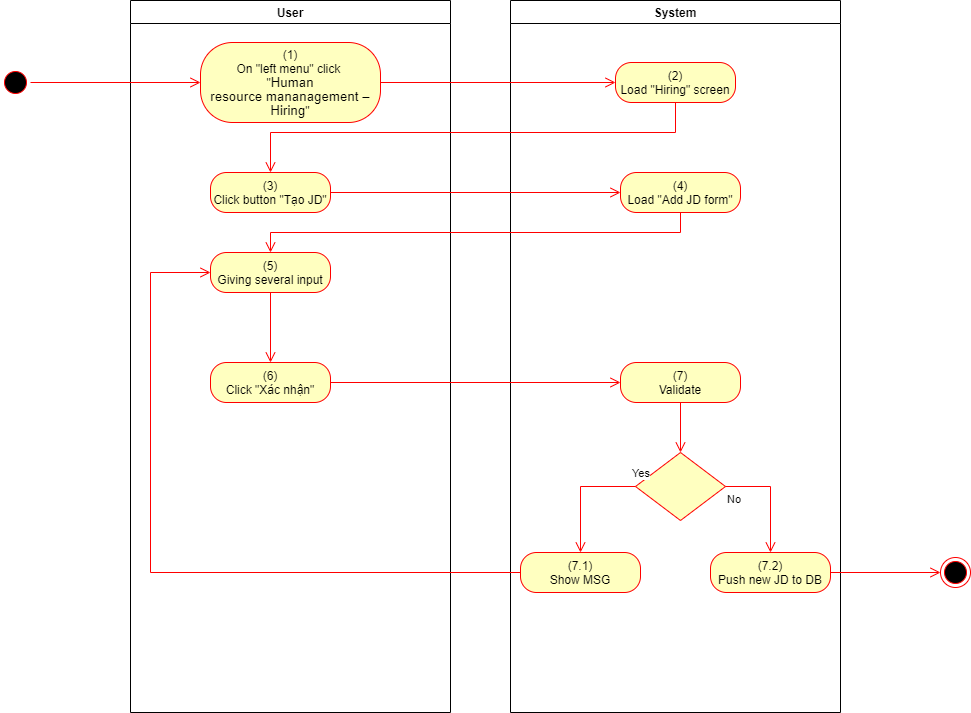 User
System
(1)
On "left menu" click
"Human
resource mananagement –
Hiring"
(2)
Load "Hiring" screen
(3)
Click button "Tạo JD"
(4)
Load "Add JD form"
(5)
Giving several input
(6)
Click "Xác nhận"
(7)
Validate
Yes
No
(7.1)
Show MSG
(7.2)
Push new JD to DB